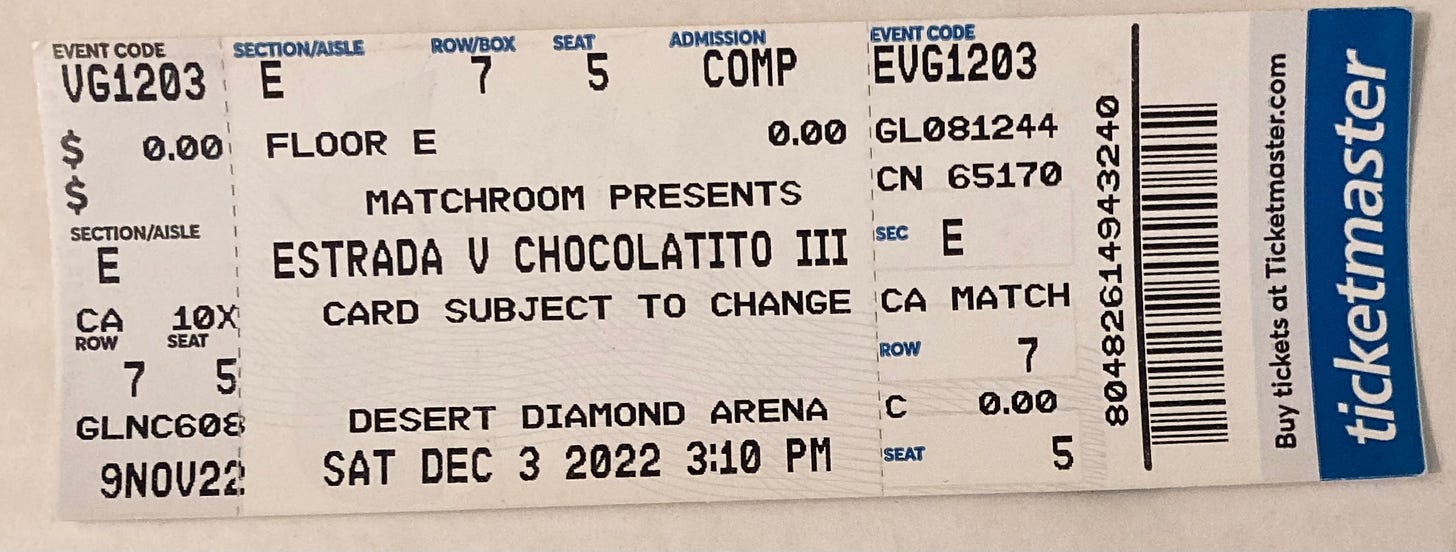 EVENT CODE
VG1203
$ 0.00
$
SECTION/AISLE
E
CA 10X
ROW SEAT
7 5
GLNC608
9NOV22
SECTION/AISLE ROW/BOX SEAT ADMISSION
E 7 5 COMP
FLOOR E 0.00
MATCHROOM PRESENTS
ESTRADA V CHOCOLATITO III
CARD SUBJECT TO CHANGE
DESERT DIAMOND ARENA
SAT DEC 3 2022 3:10 PM
EVENT CODE
EVG1203
GL081244
CN 65170
SEC E
CA MATCH
ROW 7
C 0.00
SEAT 5
80482614943240
Buy tickets at Ticketmaster.com
ticketmaster